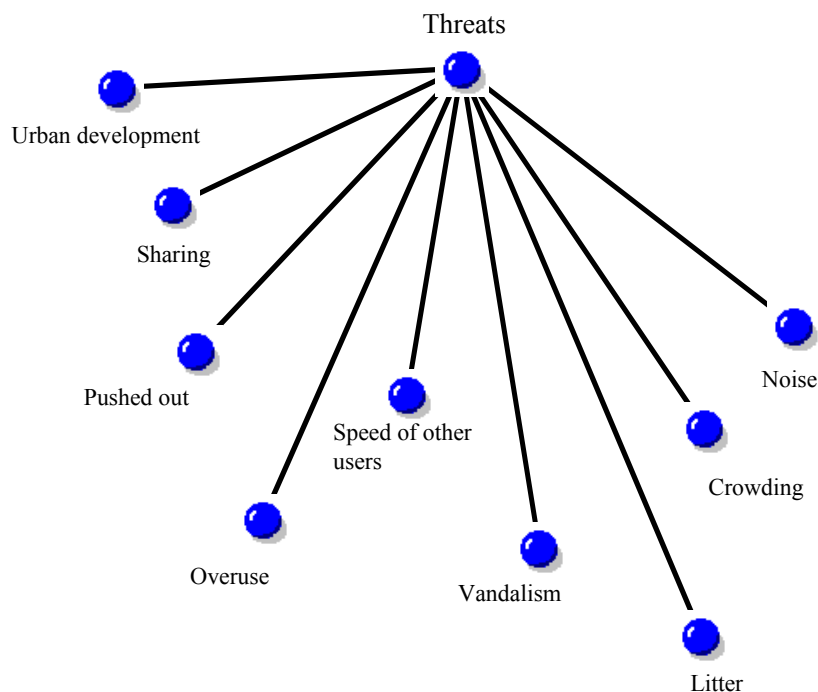 Threats
Urban development
Sharing
Pushed out
Noise
Speed of other
users
Crowding
Overuse
Vandalism
Litter